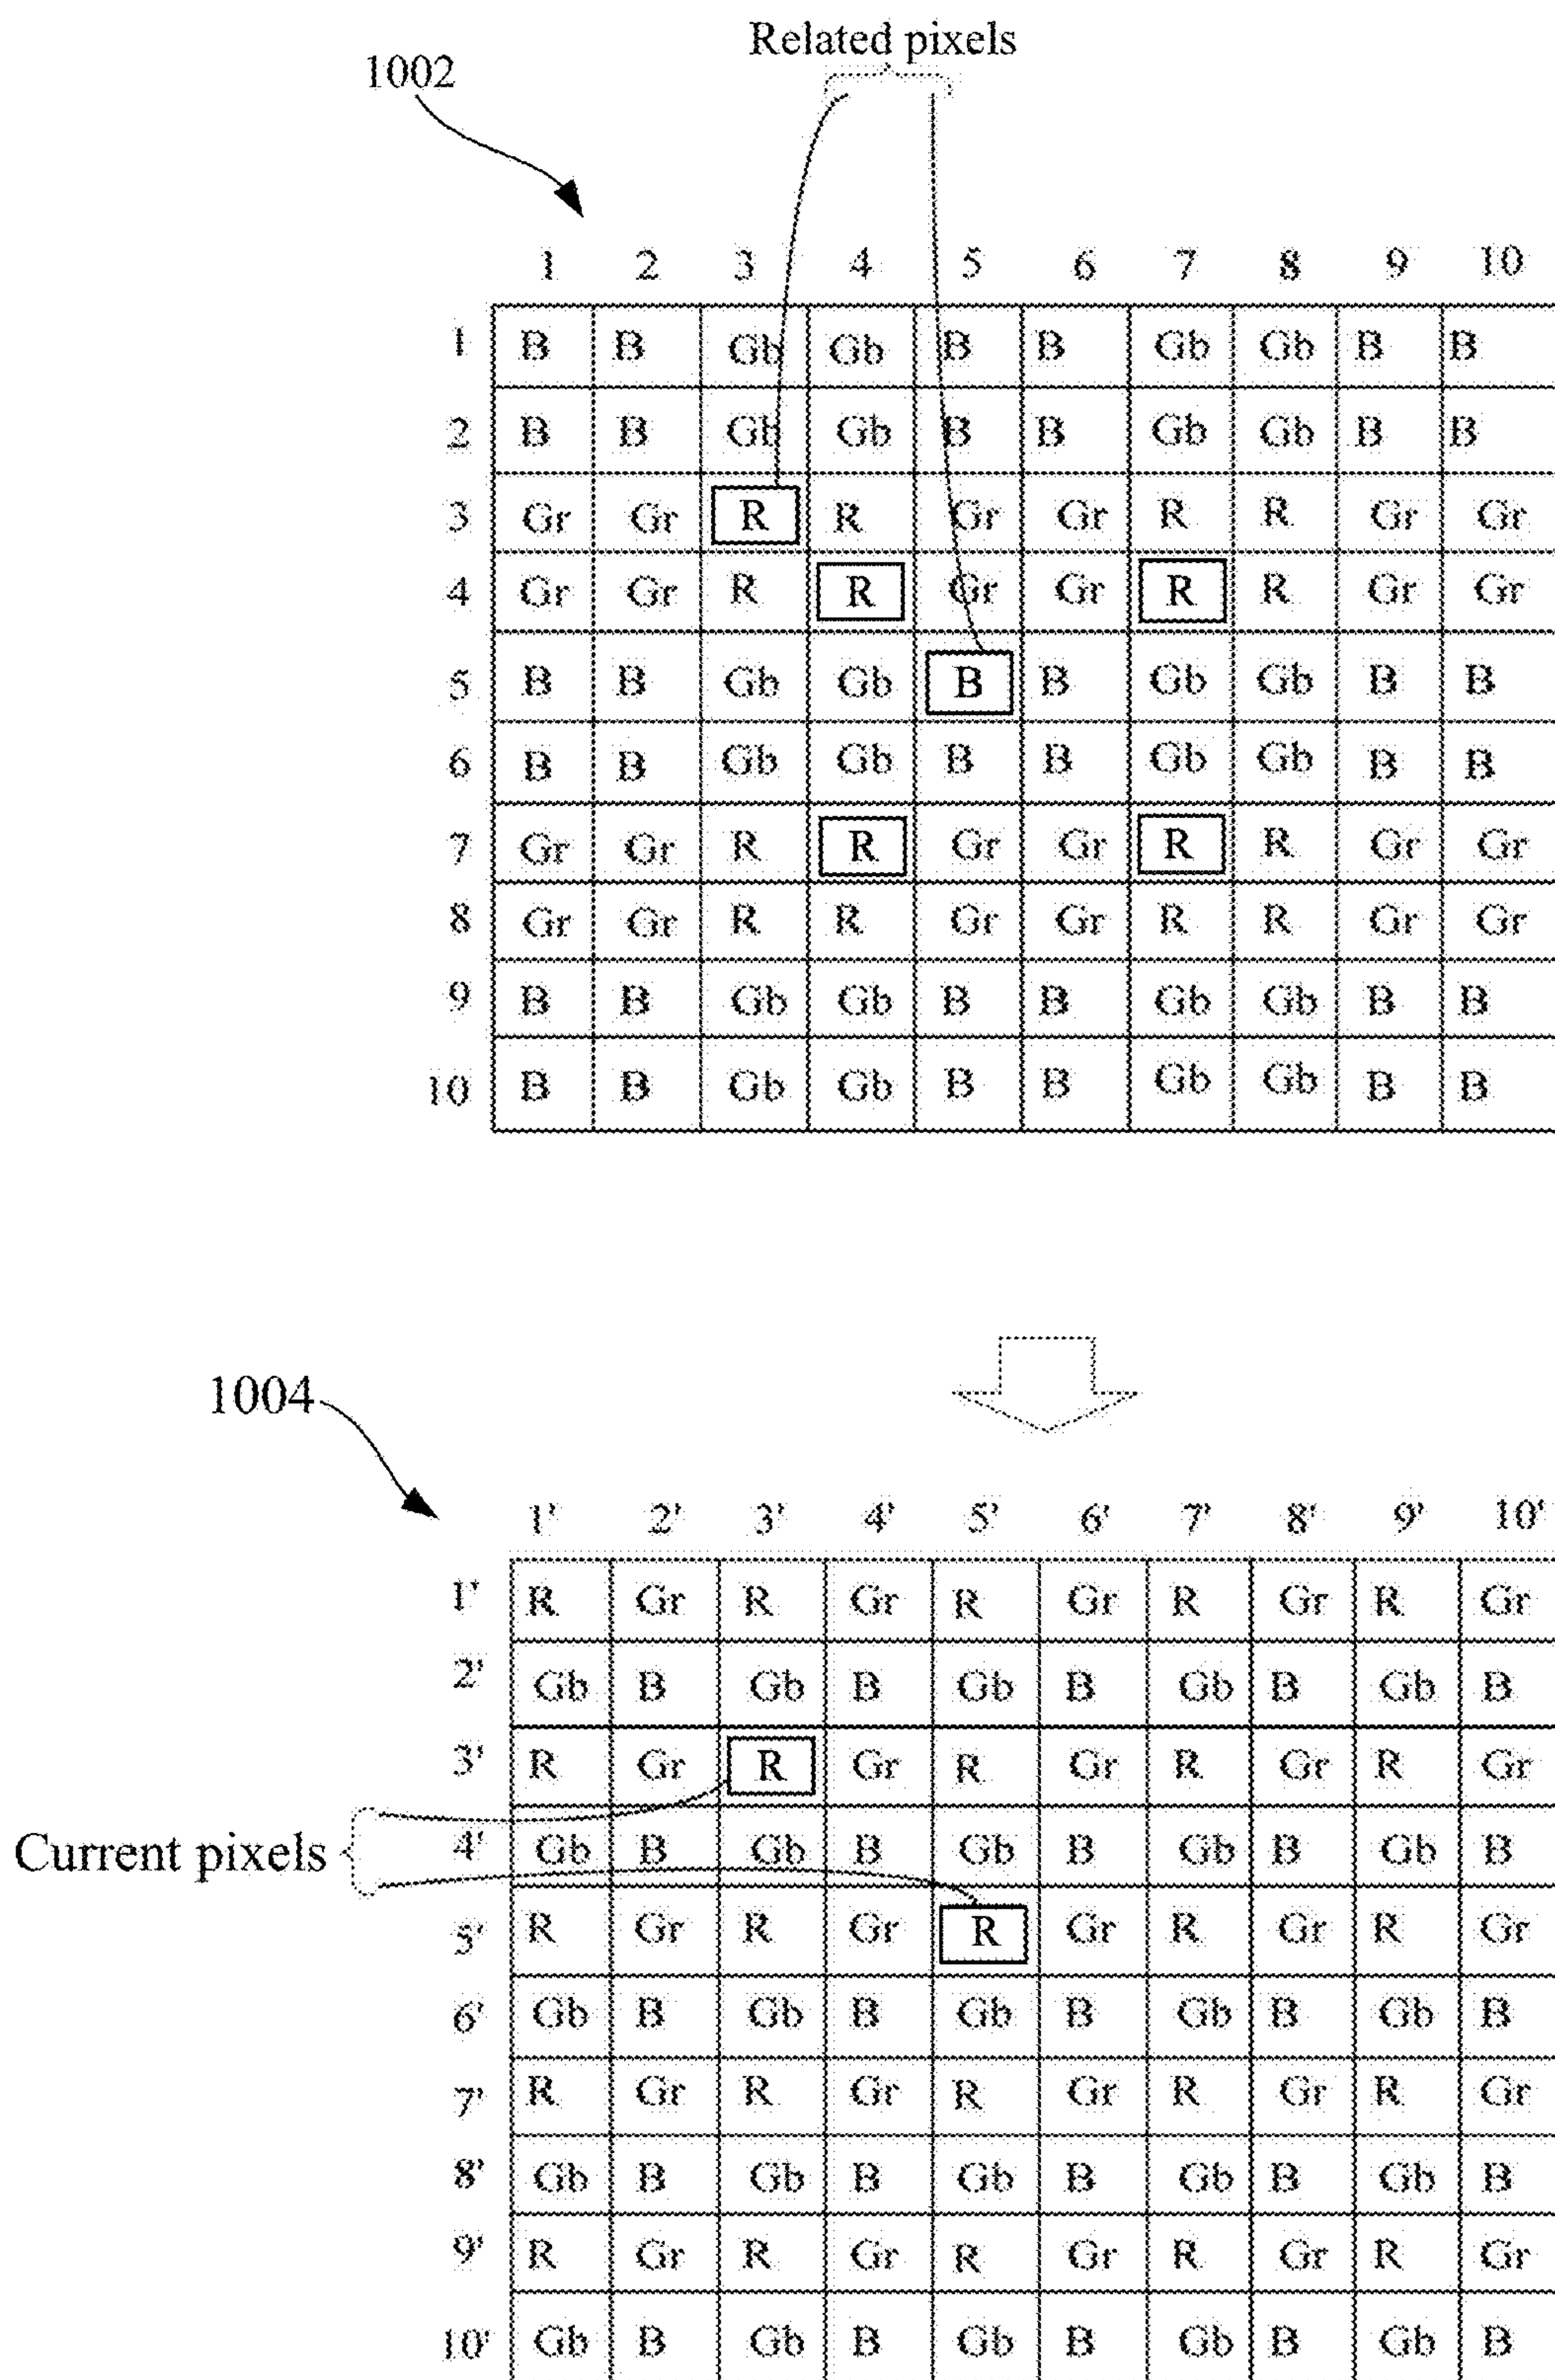 Related pixels
1002
1 2 3 4 5 6 7 8 9 10
1 B B Gb Gb B B Gb Gb B B
2 B B Gb Gb B B Gb Gb B B
3 Gr Gr R R Gr Gr R R Gr Gr
4 Gr Gr R R Gr Gr R R Gr Gr
5 B B Gb Gb B B Gb Gb B B
6 B B Gb Gb B B Gb Gb B B
7 Gr Gr R R Gr Gr R R Gr Gr
8 Gr Gr R R Gr Gr R R Gr Gr
9 B B Gb Gb B B Gb Gb B B
10 B B Gb Gb B B Gb Gb B B
1004
1' 2' 3' 4' 5' 6' 7' 8' 9' 10'
1' R Gr R Gr R Gr R Gr R Gr
2' Gb B Gb B Gb B Gb B Gb B
3' R Gr R Gr R Gr R Gr R Gr
Current pixels
4' Gb B Gb B Gb B Gb B Gb B
5' R Gr R Gr R Gr R Gr R Gr
6' Gb B Gb B Gb B Gb B Gb B
7' R Gr R Gr R Gr R Gr R Gr
8' Gb B Gb B Gb B Gb B Gb B
9' R Gr R Gr R Gr R Gr R Gr
10' Gb B Gb B Gb B Gb B Gb B